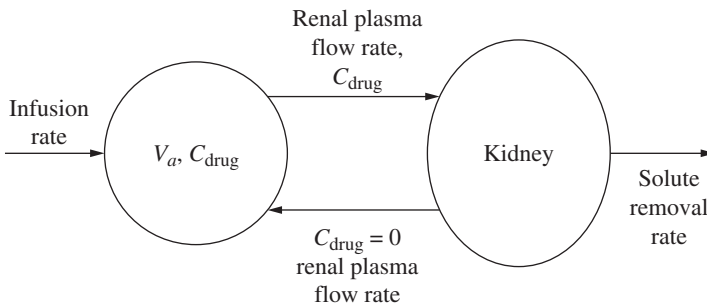 Renal plasma
flow rate,
C_drug
Infusion
rate
V_a, C_drug
Kidney
Solute
removal
rate
C_drug = 0
renal plasma
flow rate